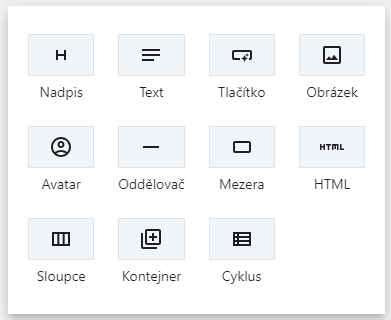 H
Nadpis Text Tlačítko Obrázek
HTML
Avatar Oddělovač Mezera HTML
Sloupce Kontejner Cyklus